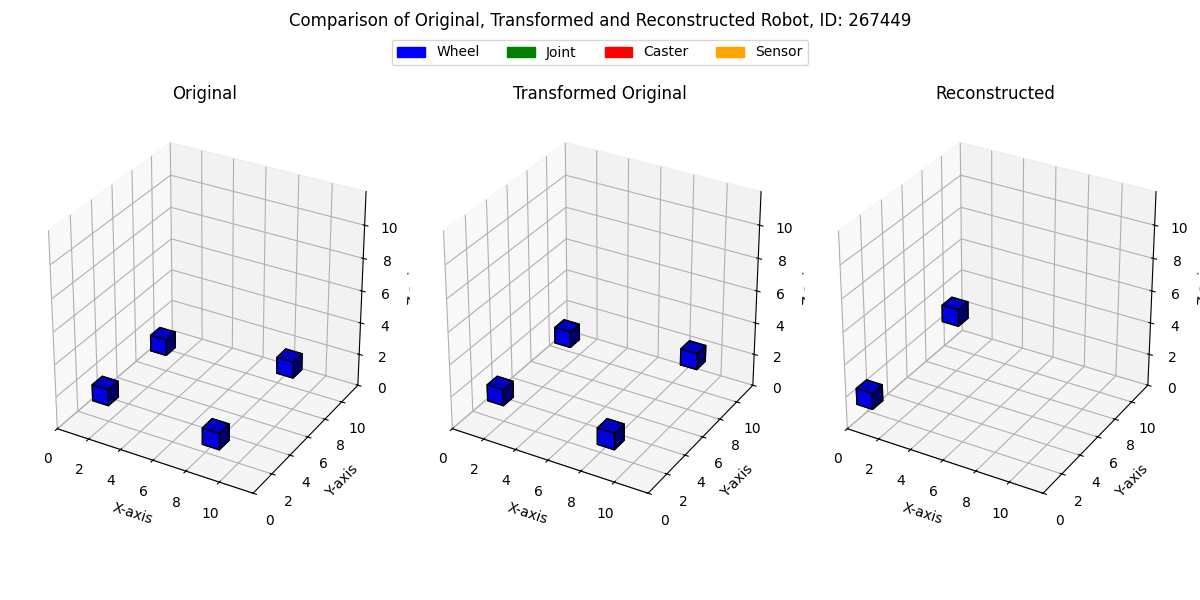 Comparison of Original, Transformed and Reconstructed Robot, ID: 267449
Wheel Joint Caster Sensor
Original
0 2 4 6 8 10
X-axis
0 2 4 6 8 10
Y-axis
0 2 4 6 8 10
Transformed Original
0 2 4 6 8 10
X-axis
0 2 4 6 8 10
Y-axis
0 2 4 6 8 10
Reconstructed
0 2 4 6 8 10
X-axis
0 2 4 6 8 10
Y-axis
0 2 4 6 8 10